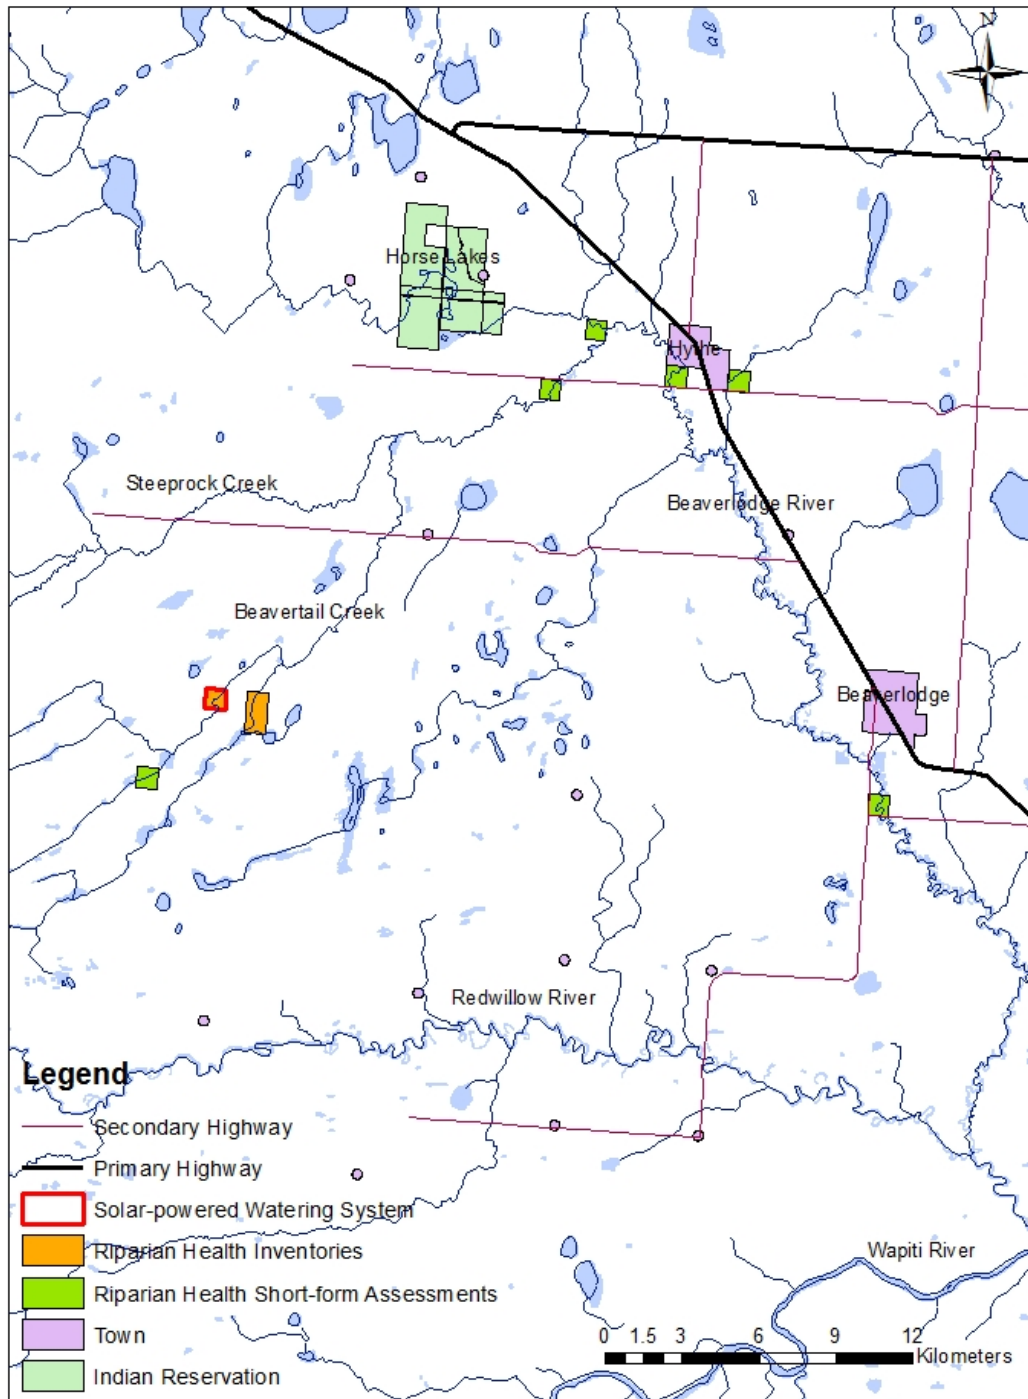 N
Horse Lakes
Hythe
Steeprock Creek
Beaverlodge River
Beavertail Creek
Beaverlodge
Redwillow River
Legend
Secondary Highway
Primary Highway
Solar-powered Watering System
Riparian Health Inventories
Wapiti River
Riparian Health Short-form Assessments
Town
0 1.5 3 6 9 12
Kilometers
Indian Reservation